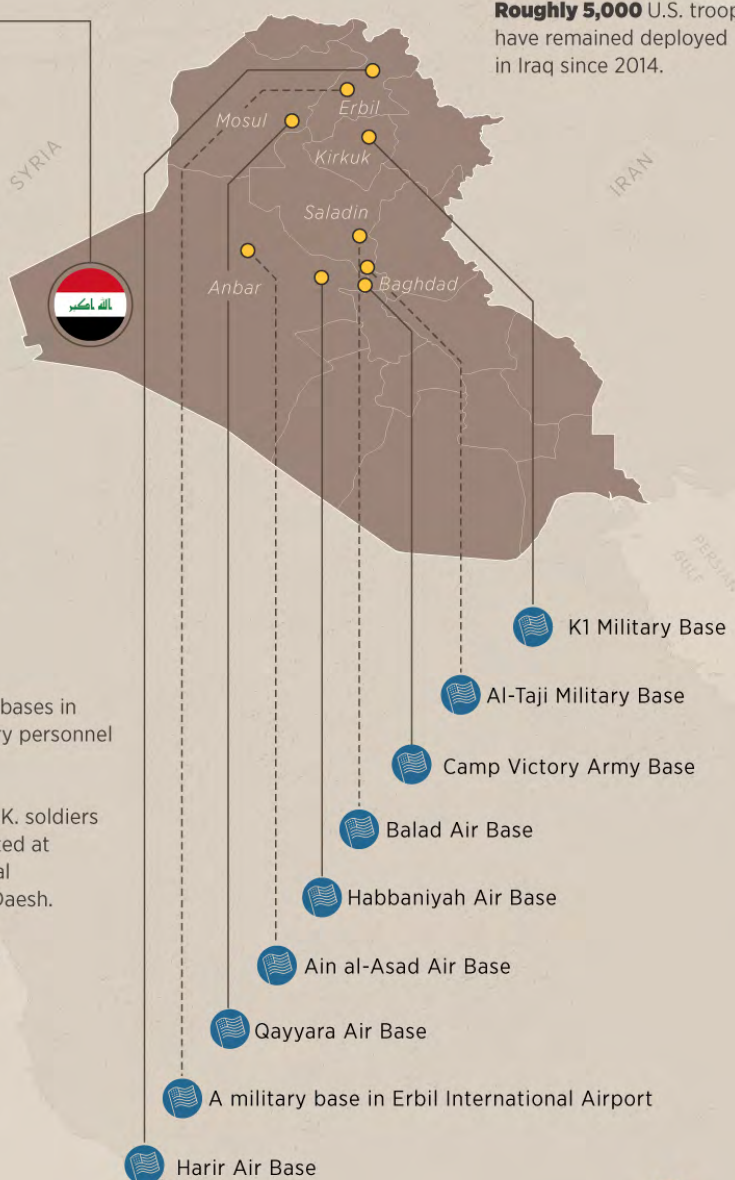 Roughly 5,000 U.S. troop
have remained deployed
in Iraq since 2014.
SYRIA
IRAN
Mosul
Erbil
Kirkuk
Saladin
Anbar
Baghdad
الله اكبر
PERSIAN
GULF
K1 Military Base
Al-Taji Military Base
Camp Victory Army Base
Balad Air Base
Habbaniyah Air Base
Ain al-Asad Air Base
Qayyara Air Base
A military base in Erbil International Airport
Harir Air Base
bases in
ry personnel
K. soldiers
ted at
al
Daesh.